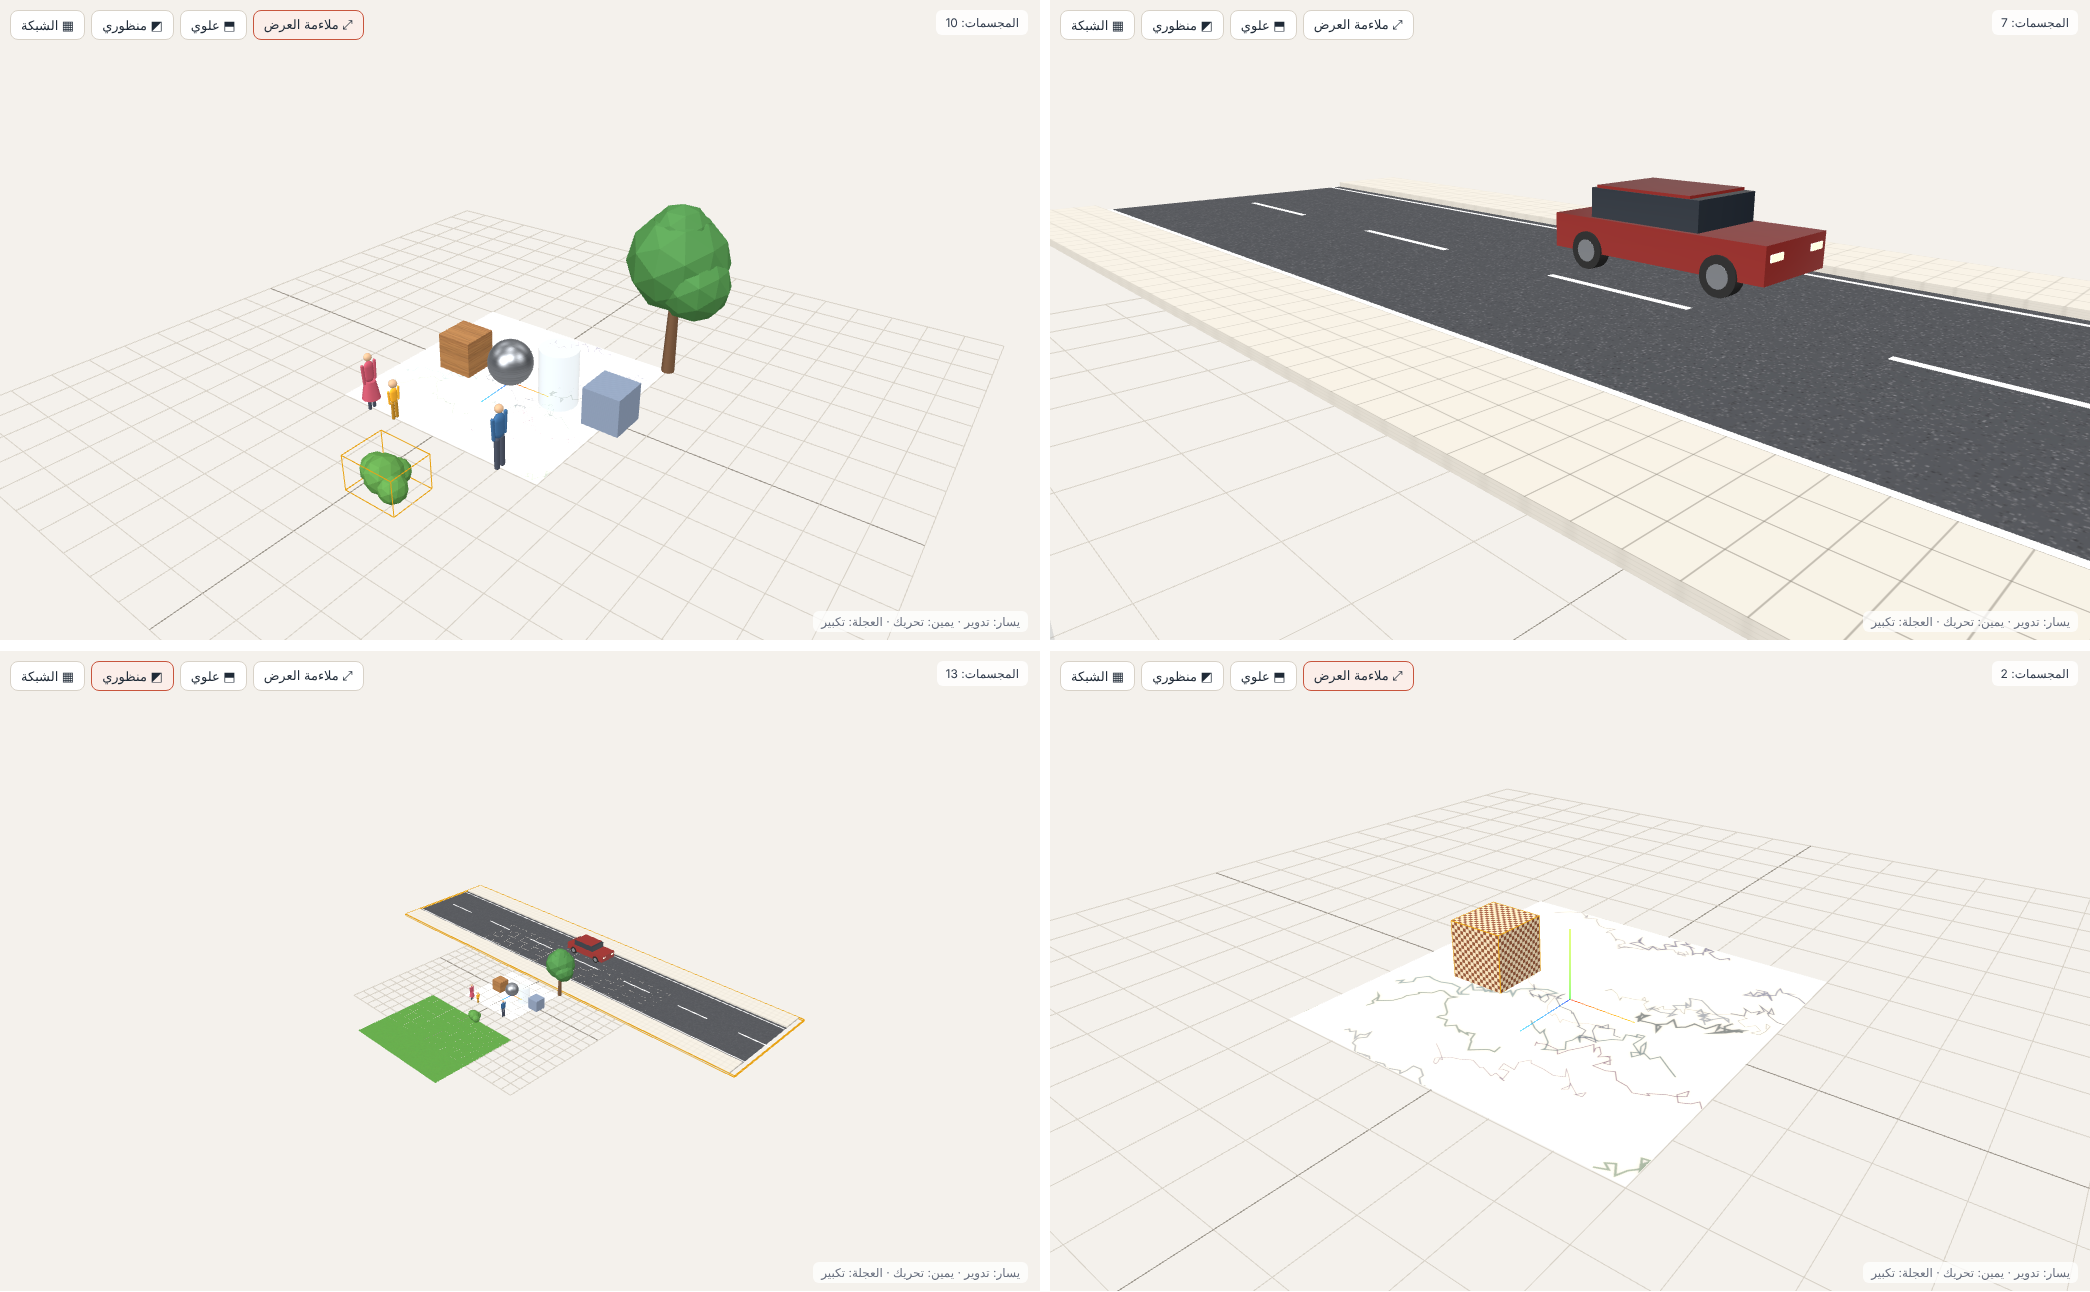 المجسمات: 10
⤢ ملاءمة العرض
⬒ علوي
◩ منظوري
▦ الشبكة
يسار: تدوير · يمين: تحريك · العجلة: تكبير
المجسمات: 7
⤢ ملاءمة العرض
⬒ علوي
◩ منظوري
▦ الشبكة
يسار: تدوير · يمين: تحريك · العجلة: تكبير
المجسمات: 13
⤢ ملاءمة العرض
⬒ علوي
◩ منظوري
▦ الشبكة
يسار: تدوير · يمين: تحريك · العجلة: تكبير
المجسمات: 2
⤢ ملاءمة العرض
⬒ علوي
◩ منظوري
▦ الشبكة
يسار: تدوير · يمين: تحريك · العجلة: تكبير